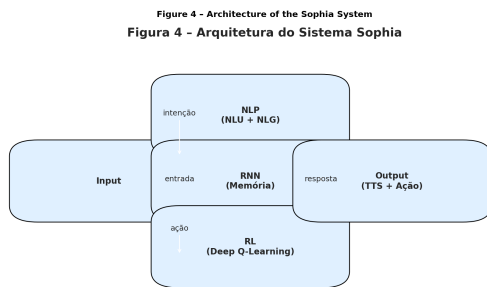 Figure 4 – Architecture of the Sophia System
Figura 4 – Arquitetura do Sistema Sophia
intenção
NLP
(NLU + NLG)
Input
entrada
RNN
(Memória)
resposta
Output
(TTS + Ação)
ação
RL
(Deep Q-Learning)